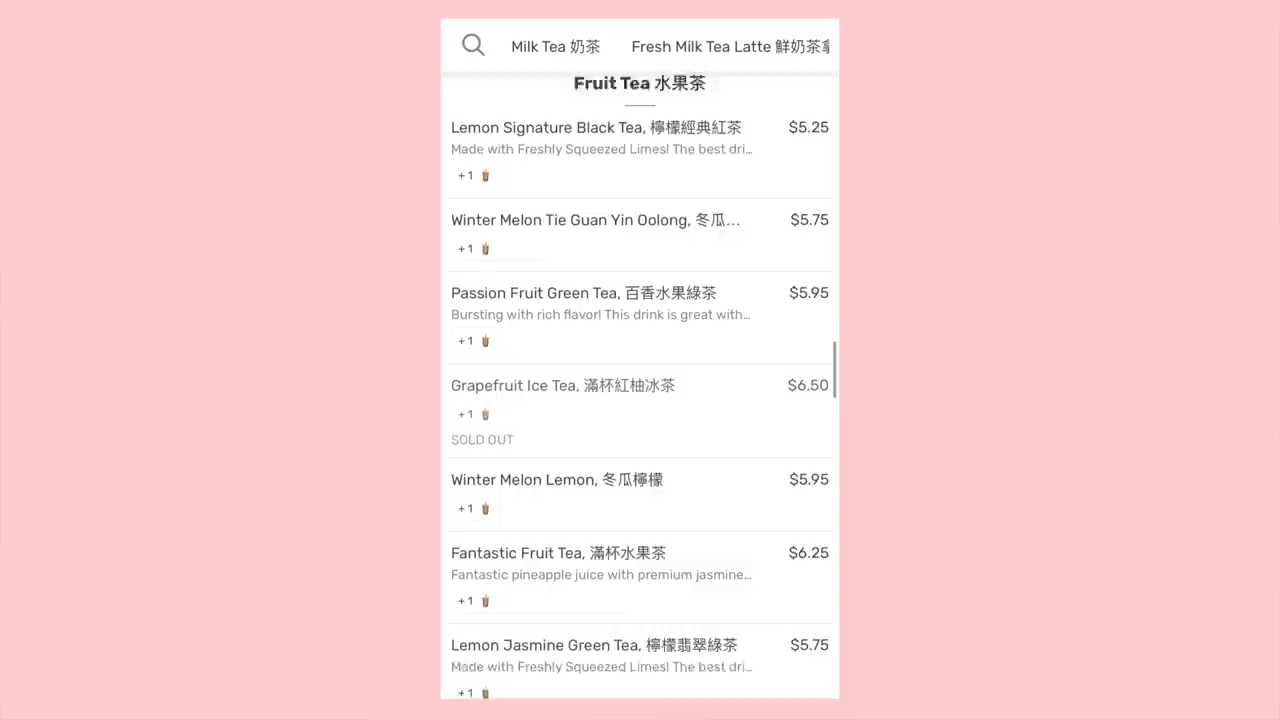 Milk Tea 奶茶 Fresh Milk Tea Latte 鮮奶茶拿
Fruit Tea 水果茶
Lemon Signature Black Tea, 檸檬經典紅茶 $5.25
Made with Freshly Squeezed Limes! The best dri...
+1
Winter Melon Tie Guan Yin Oolong, 冬瓜... $5.75
+1
Passion Fruit Green Tea, 百香水果綠茶 $5.95
Bursting with rich flavor! This drink is great with...
+1
Grapefruit Ice Tea, 滿杯紅柚冰茶 $6.50
+1
SOLD OUT
Winter Melon Lemon, 冬瓜檸檬 $5.95
+1
Fantastic Fruit Tea, 滿杯水果茶 $6.25
Fantastic pineapple juice with premium jasmine...
+1
Lemon Jasmine Green Tea, 檸檬翡翠綠茶 $5.75
Made with Freshly Squeezed Limes! The best dri...
+1